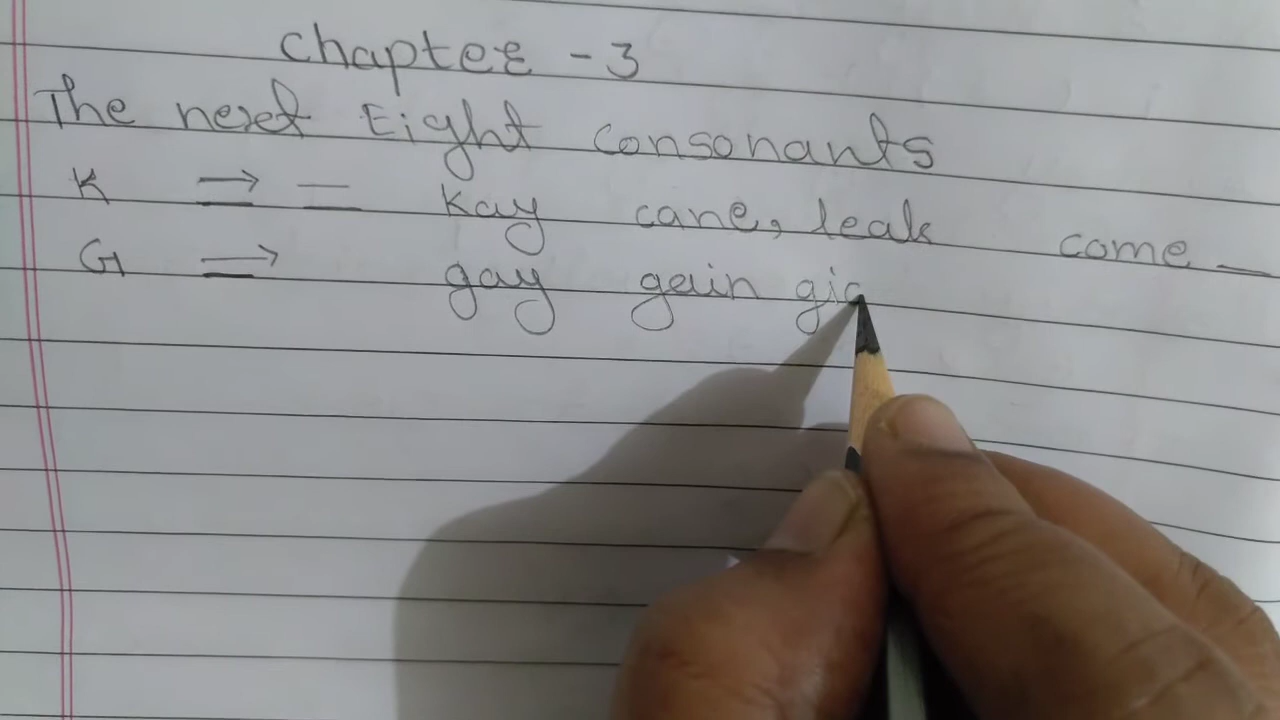 Chapter - 3
The next Eight consonants
K → = Kay cane, leak come —
G → gay gain